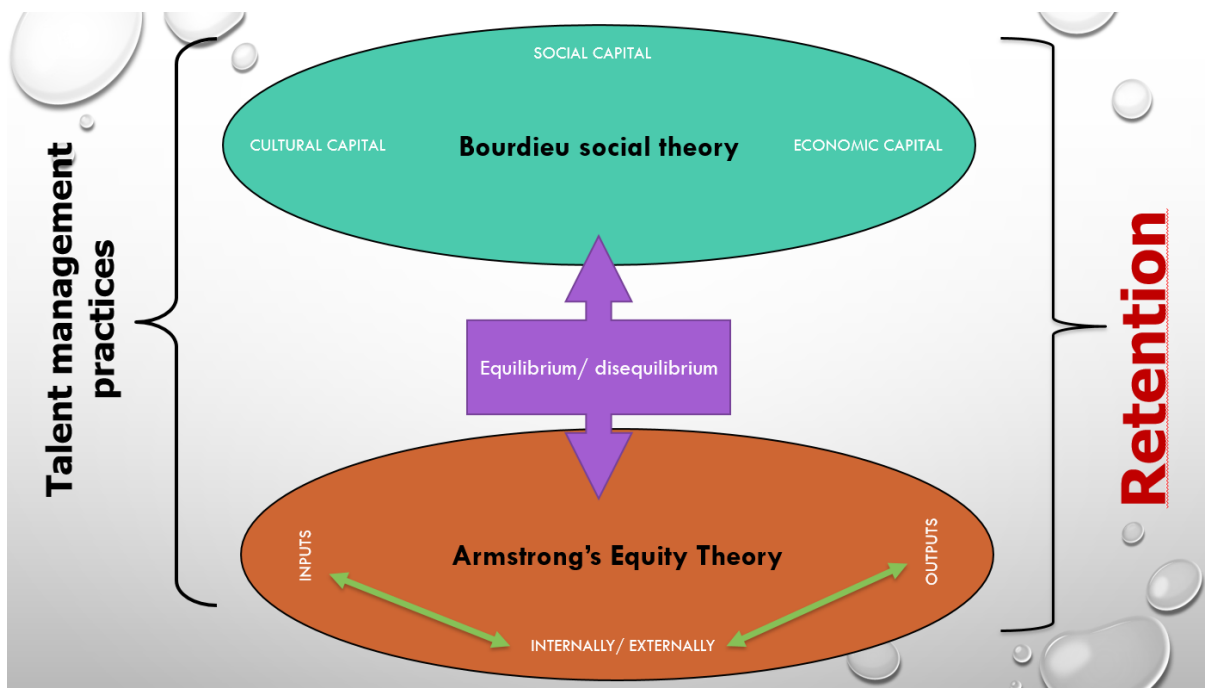 Talent management
practices
SOCIAL CAPITAL
CULTURAL CAPITAL
Bourdieu social theory
ECONOMIC CAPITAL
Equilibrium/ disequilibrium
Armstrong’s Equity Theory
INPUTS
OUTPUTS
INTERNALLY/ EXTERNALLY
Retention